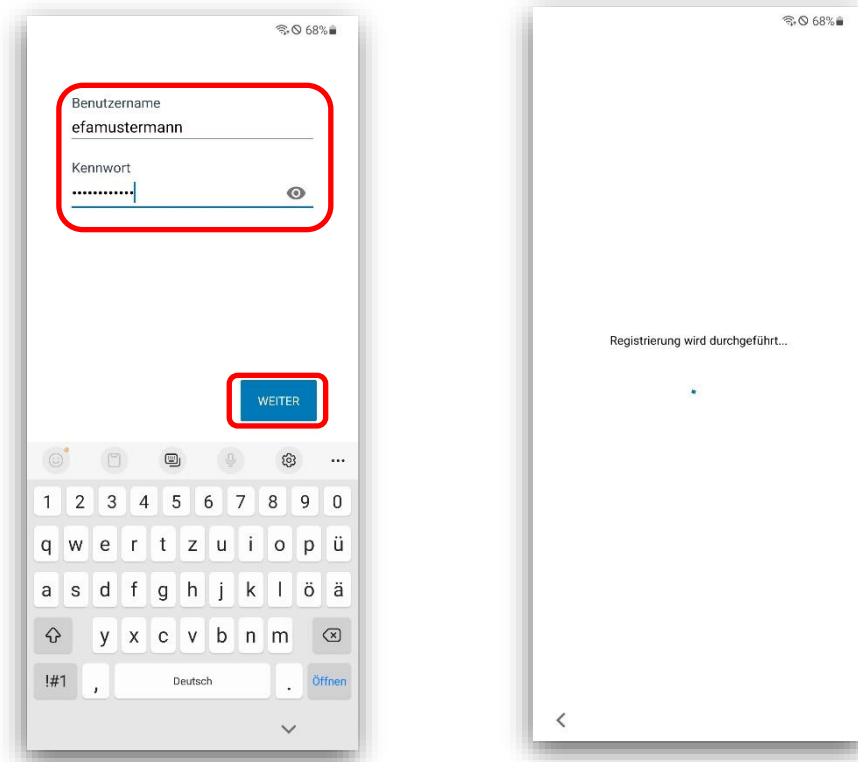 68%
Benutzername
efamustermann
Kennwort
••••••••••••
WEITER
1 2 3 4 5 6 7 8 9 0
q w e r t z u i o p ü
a s d f g h j k l ö ä
y x c v b n m
!#1 , Deutsch . Öffnen
68%
Registrierung wird durchgeführt...